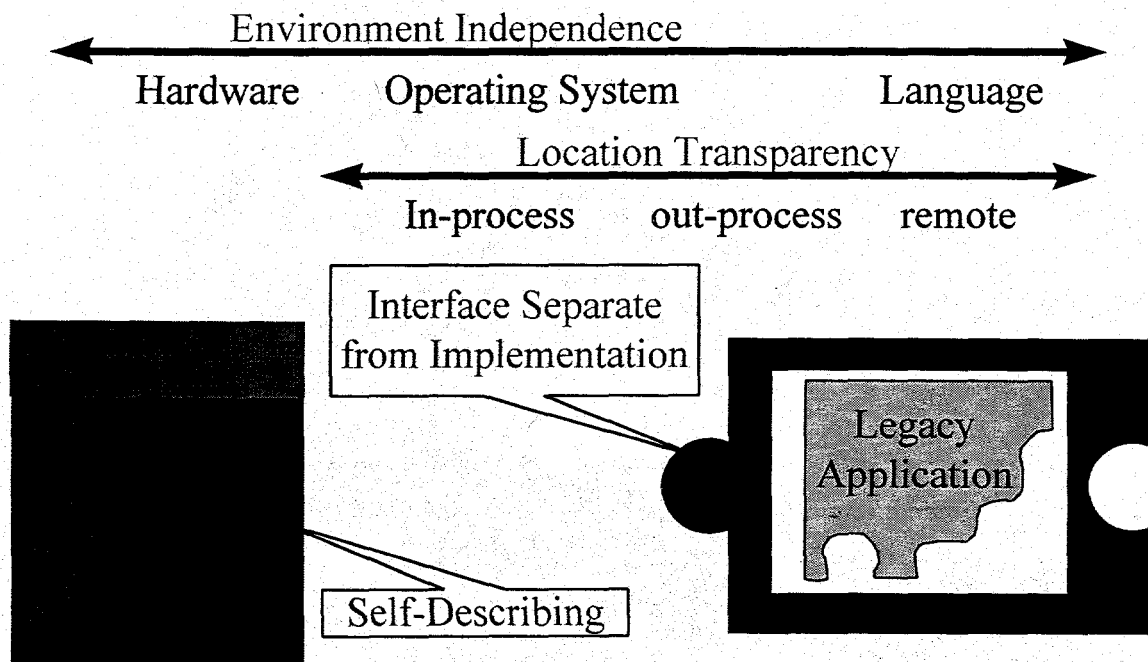 Environment Independence
Hardware Operating System Language
Location Transparency
In-process out-process remote
Interface Separate
from Implementation
Legacy
Application
Self-Describing